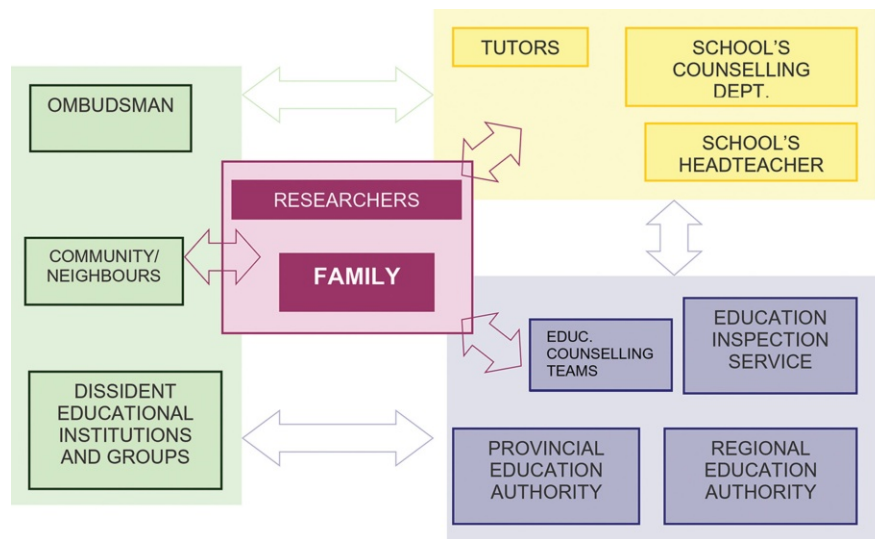 TUTORS
SCHOOL'S
COUNSELLING
DEPT.
SCHOOL'S
HEADTEACHER
OMBUDSMAN
RESEARCHERS
FAMILY
COMMUNITY/
NEIGHBOURS
DISSIDENT
EDUCATIONAL
INSTITUTIONS
AND GROUPS
EDUC.
COUNSELLING
TEAMS
EDUCATION
INSPECTION
SERVICE
PROVINCIAL
EDUCATION
AUTHORITY
REGIONAL
EDUCATION
AUTHORITY